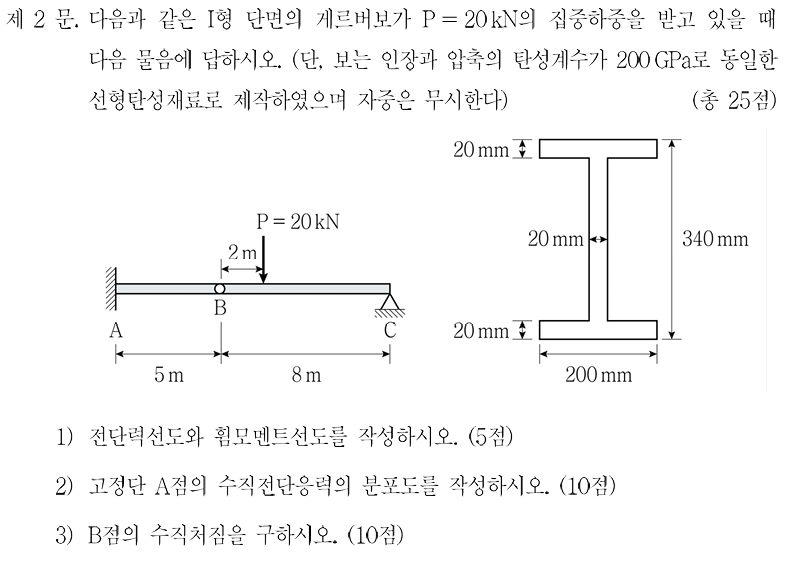 제 2 문. 다음과 같은 I형 단면의 게르버보가 P = 20 kN의 집중하중을 받고 있을 때
다음 물음에 답하시오. (단, 보는 인장과 압축의 탄성계수가 200 GPa로 동일한
선형탄성재료로 제작하였으며 자중은 무시한다) (총 25점)
20 mm
P = 20 kN
2 m
20 mm
340 mm
B
A
C
20 mm
5 m
8 m
200 mm
1) 전단력선도와 휨모멘트선도를 작성하시오. (5점)
2) 고정단 A점의 수직전단응력의 분포도를 작성하시오. (10점)
3) B점의 수직처짐을 구하시오. (10점)